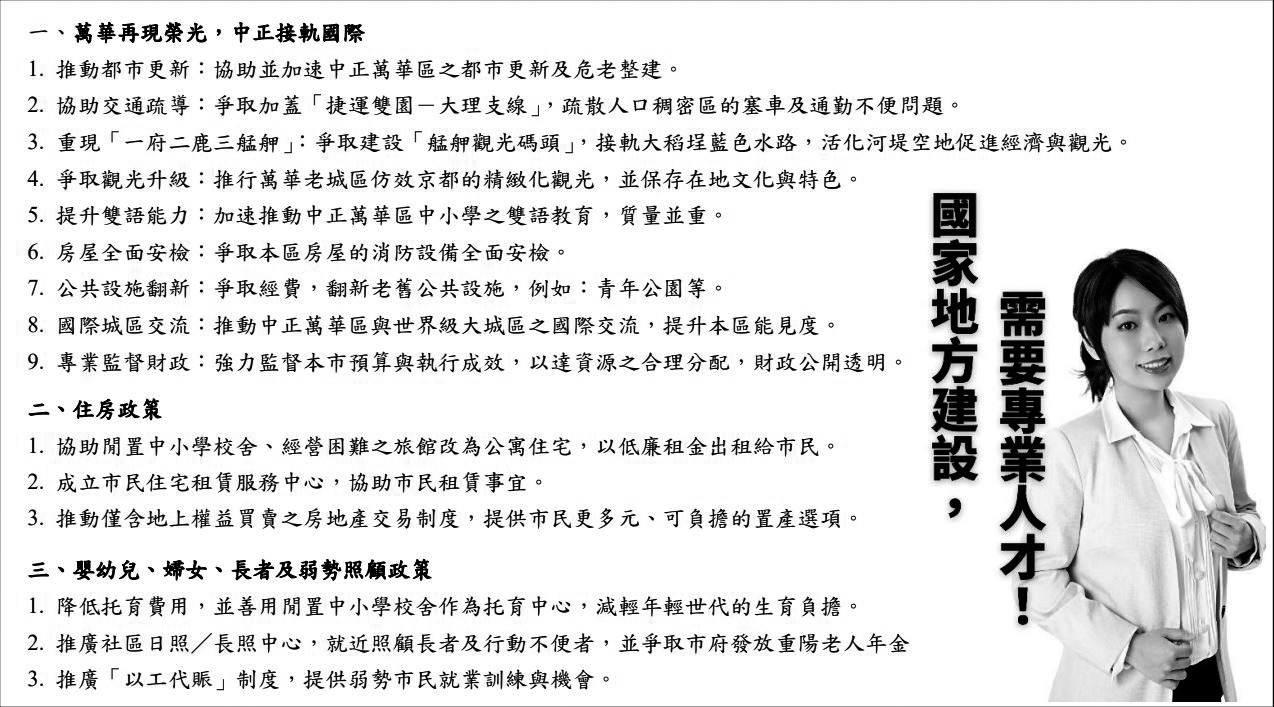 一、萬華再現榮光，中正接軌國際
1. 推動都市更新：協助並加速中正萬華區之都市更新及危老整建。
2. 協助交通疏導：爭取加蓋「捷運雙園－大理支線」，疏散人口稠密區的塞車及通勤不便問題。
3. 重現「一府二鹿三艋舺」：爭取建設「艋舺觀光碼頭」，接軌大稻埕藍色水路，活化河堤空地促進經濟與觀光。
4. 爭取觀光升級：推行萬華老城區仿效京都的精緻化觀光，並保存在地文化與特色。
5. 提升雙語能力：加速推動中正萬華區中小學之雙語教育，質量並重。
6. 房屋全面安檢：爭取本區房屋的消防設備全面安檢。
7. 公共設施翻新：爭取經費，翻新老舊公共設施，例如：青年公園等。
8. 國際城區交流：推動中正萬華區與世界級大城區之國際交流，提升本區能見度。
9. 專業監督財政：強力監督本市預算與執行成效，以達資源之合理分配，財政公開透明。
二、住房政策
1. 協助閒置中小學校舍、經營困難之旅館改為公寓住宅，以低廉租金出租給市民。
2. 成立市民住宅租賃服務中心，協助市民租賃事宜。
3. 推動僅含地上權益買賣之房地產交易制度，提供市民更多元、可負擔的置產選項。
三、嬰幼兒、婦女、長者及弱勢照顧政策
1. 降低托育費用，並善用閒置中小學校舍作為托育中心，減輕年輕世代的生育負擔。
2. 推廣社區日照／長照中心，就近照顧長者及行動不便者，並爭取市府發放重陽老人年金
3. 推廣「以工代賑」制度，提供弱勢市民就業訓練與機會。
國家地方建設，
需要專業人才！